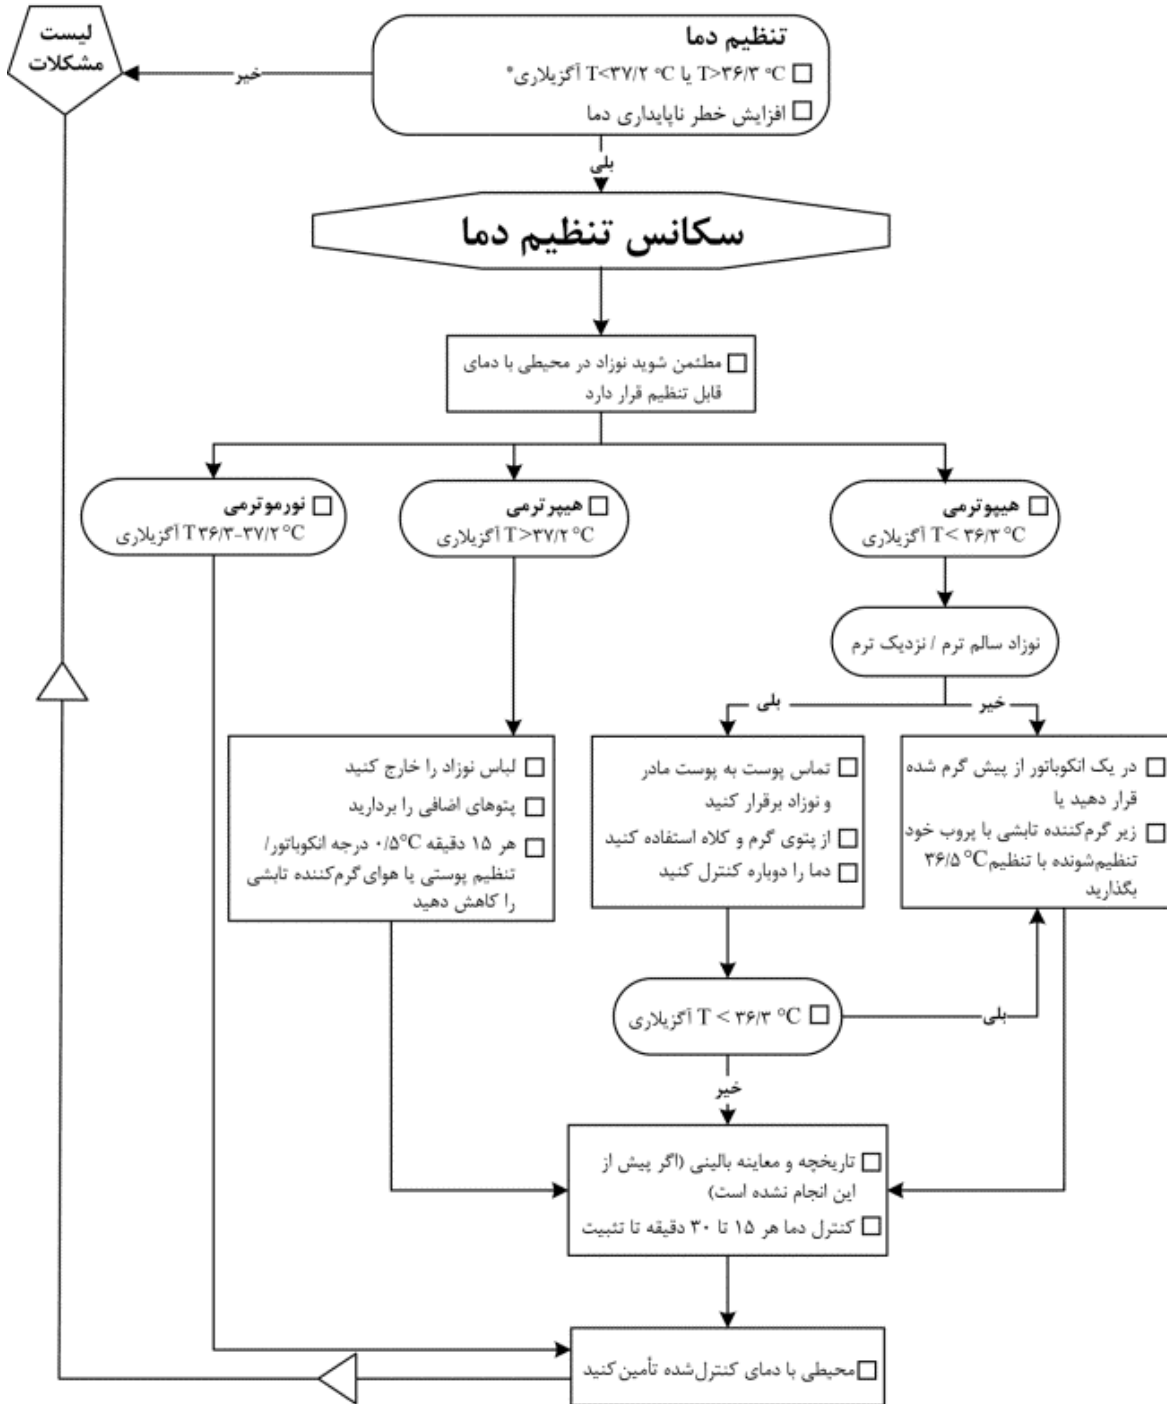 لیست
مشکلات
تنظیم دما
T>۳۶/۳ °C یا T<۳۷/۲ °C آگزیلاری*
افزایش خطر ناپایداری دما
خیر
بلی
سکانس تنظیم دما
مطئمن شوید نوزاد در محیطی با دمای
قابل تنظیم قرار دارد
هیپوترمی
T< ۳۶/۳ °C آگزیلاری
هیپرترمی
T>۳۷/۲ °C آگزیلاری
نورموترمی
T ۳۶/۳-۳۷/۲ °C آگزیلاری
نوزاد سالم ترم / نزدیک ترم
خیر
بلی
در یک انکوباتور از پیش گرم شده
قرار دهید یا
زیر گرم‌کننده تابشی با پروب خود
تنظیم‌شونده با تنظیم ۳۶/۵ °C
بگذارید
تماس پوست به پوست مادر
و نوزاد برقرار کنید
از پتوی گرم و کلاه استفاده کنید
دما را دوباره کنترل کنید
لباس نوزاد را خارج کنید
پتوهای اضافی را بردارید
هر ۱۵ دقیقه ۰/۵°C درجه انکوباتور/
تنظیم پوستی یا هوای گرم‌کننده تابشی
را کاهش دهید
T < ۳۶/۳ °C آگزیلاری
بلی
خیر
تاریخچه و معاینه بالینی (اگر پیش از
این انجام نشده است)
کنترل دما هر ۱۵ تا ۳۰ دقیقه تا تثبیت
محیطی با دمای کنترل‌شده تأمین کنید